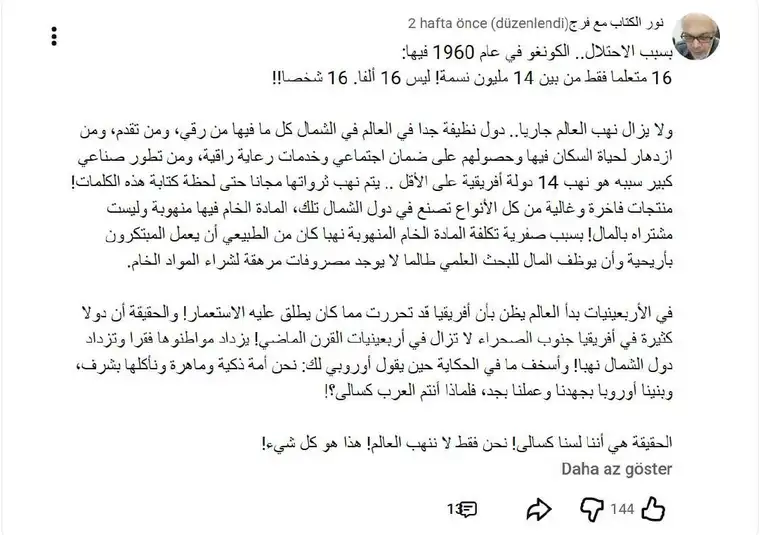 نور الكتاب مع فرج(düzenlendi) 2 hafta önce
بسبب الاحتلال.. الكونغو في عام 1960 فيها:
16 متعلما فقط من بين 14 مليون نسمة! ليس 16 ألفا. 16 شخصا!!
ولا يزال نهب العالم جاريا.. دول نظيفة جدا في العالم في الشمال كل ما فيها من رقي، ومن تقدم، ومن
ازدهار لحياة السكان فيها وحصولهم على ضمان اجتماعي وخدمات رعاية راقية، ومن تطور صناعي
كبير سببه هو نهب 14 دولة أفريقية على الأقل .. يتم نهب ثرواتها مجانا حتى لحظة كتابة هذه الكلمات!
منتجات فاخرة وغالية من كل الأنواع تصنع في دول الشمال تلك، المادة الخام فيها منهوبة وليست
مشتراه بالمال! بسبب صفرية تكلفة المادة الخام المنهوبة نهبا كان من الطبيعي أن يعمل المبتكرون
بأريحية وأن يوظف المال للبحث العلمي طالما لا يوجد مصروفات مرهقة لشراء المواد الخام.
في الأربعينيات بدأ العالم يظن بأن أفريقيا قد تحررت مما كان يطلق عليه الاستعمار! والحقيقة أن دولا
كثيرة في أفريقيا جنوب الصحراء لا تزال في أربعينيات القرن الماضي! يزداد مواطنوها فقرا وتزداد
دول الشمال نهبا! وأسخف ما في الحكاية حين يقول أوروبي لك: نحن أمة ذكية وماهرة ونأكلها بشرف،
وبنينا أوروبا بجهدنا وعملنا بجد، فلماذا أنتم العرب كسالى؟!
الحقيقة هي أننا لسنا كسالى! نحن فقط لا ننهب العالم! هذا هو كل شيء!
Daha az göster
144
13